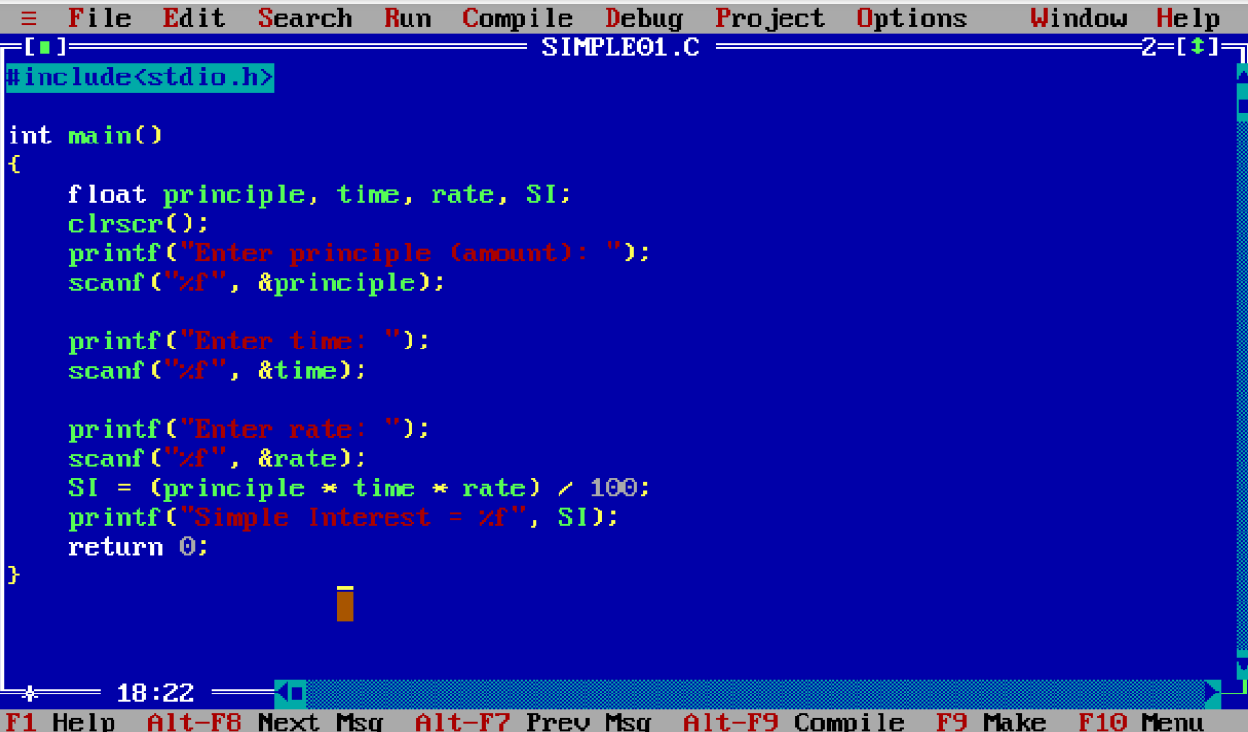 ≡ File Edit Search Run Compile Debug Project Options Window Help
[■] SIMPLE01.C 2=[↕]
#include<stdio.h>
int main()
{
float principle, time, rate, SI;
clrscr();
printf("Enter principle (amount): ");
scanf("%f", &principle);
printf("Enter time: ");
scanf("%f", &time);
printf("Enter rate: ");
scanf("%f", &rate);
SI = (principle * time * rate) / 100;
printf("Simple Interest = %f", SI);
return 0;
}
* 18:22
F1 Help Alt-F8 Next Msg Alt-F7 Prev Msg Alt-F9 Compile F9 Make F10 Menu